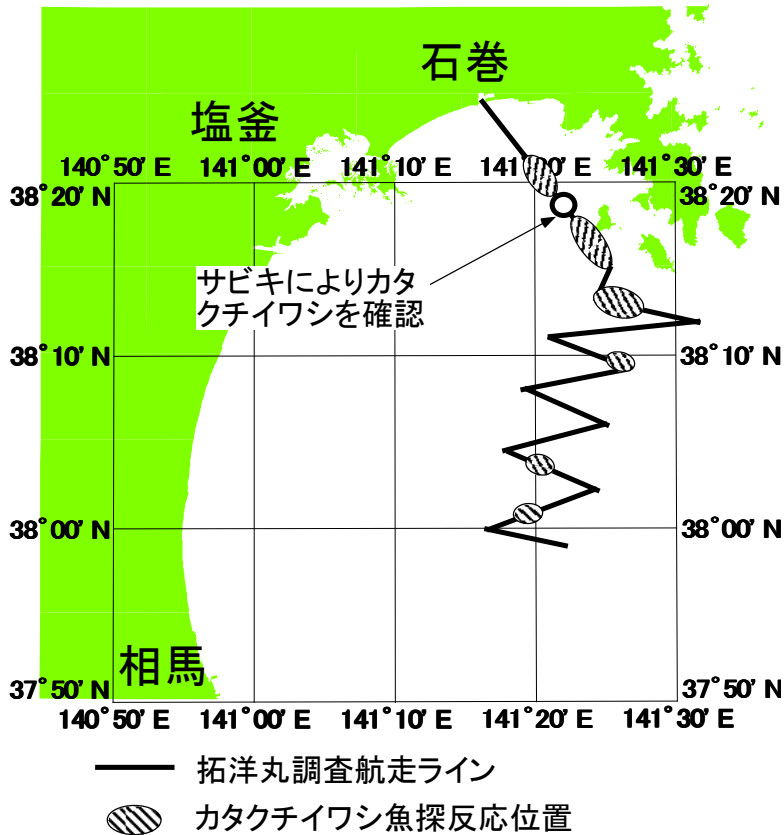 石巻
塩釜
140°50' E 141°00' E 141°10' E 141°20' E 141°30' E
38°20' N 38°20' N
サビキによりカタ
クチイワシを確認
38°10' N 38°10' N
38°00' N 38°00' N
相馬
37°50' N 37°50' N
140°50' E 141°00' E 141°10' E 141°20' E 141°30' E
拓洋丸調査航走ライン
カタクチイワシ魚探反応位置